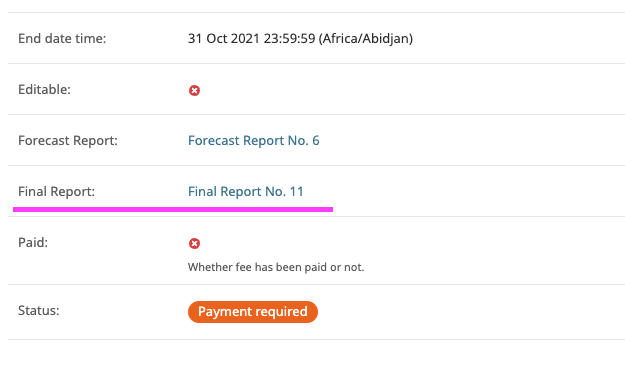 End date time: 31 Oct 2021 23:59:59 (Africa/Abidjan)
Editable:
Forecast Report: Forecast Report No. 6
Final Report: Final Report No. 11
Paid:
Whether fee has been paid or not.
Status: Payment required